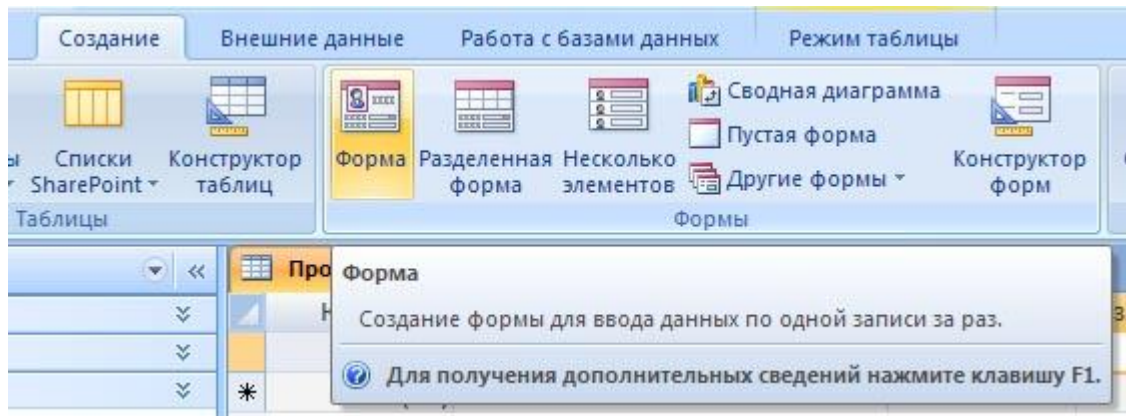 Создание Внешние данные Работа с базами данных Режим таблицы
Списки SharePoint
Конструктор таблиц
Таблицы
Форма
Разделенная форма
Несколько элементов
Сводная диаграмма
Пустая форма
Другие формы
Конструктор форм
Формы
Про
Форма
Создание формы для ввода данных по одной записи за раз.
Для получения дополнительных сведений нажмите клавишу F1.